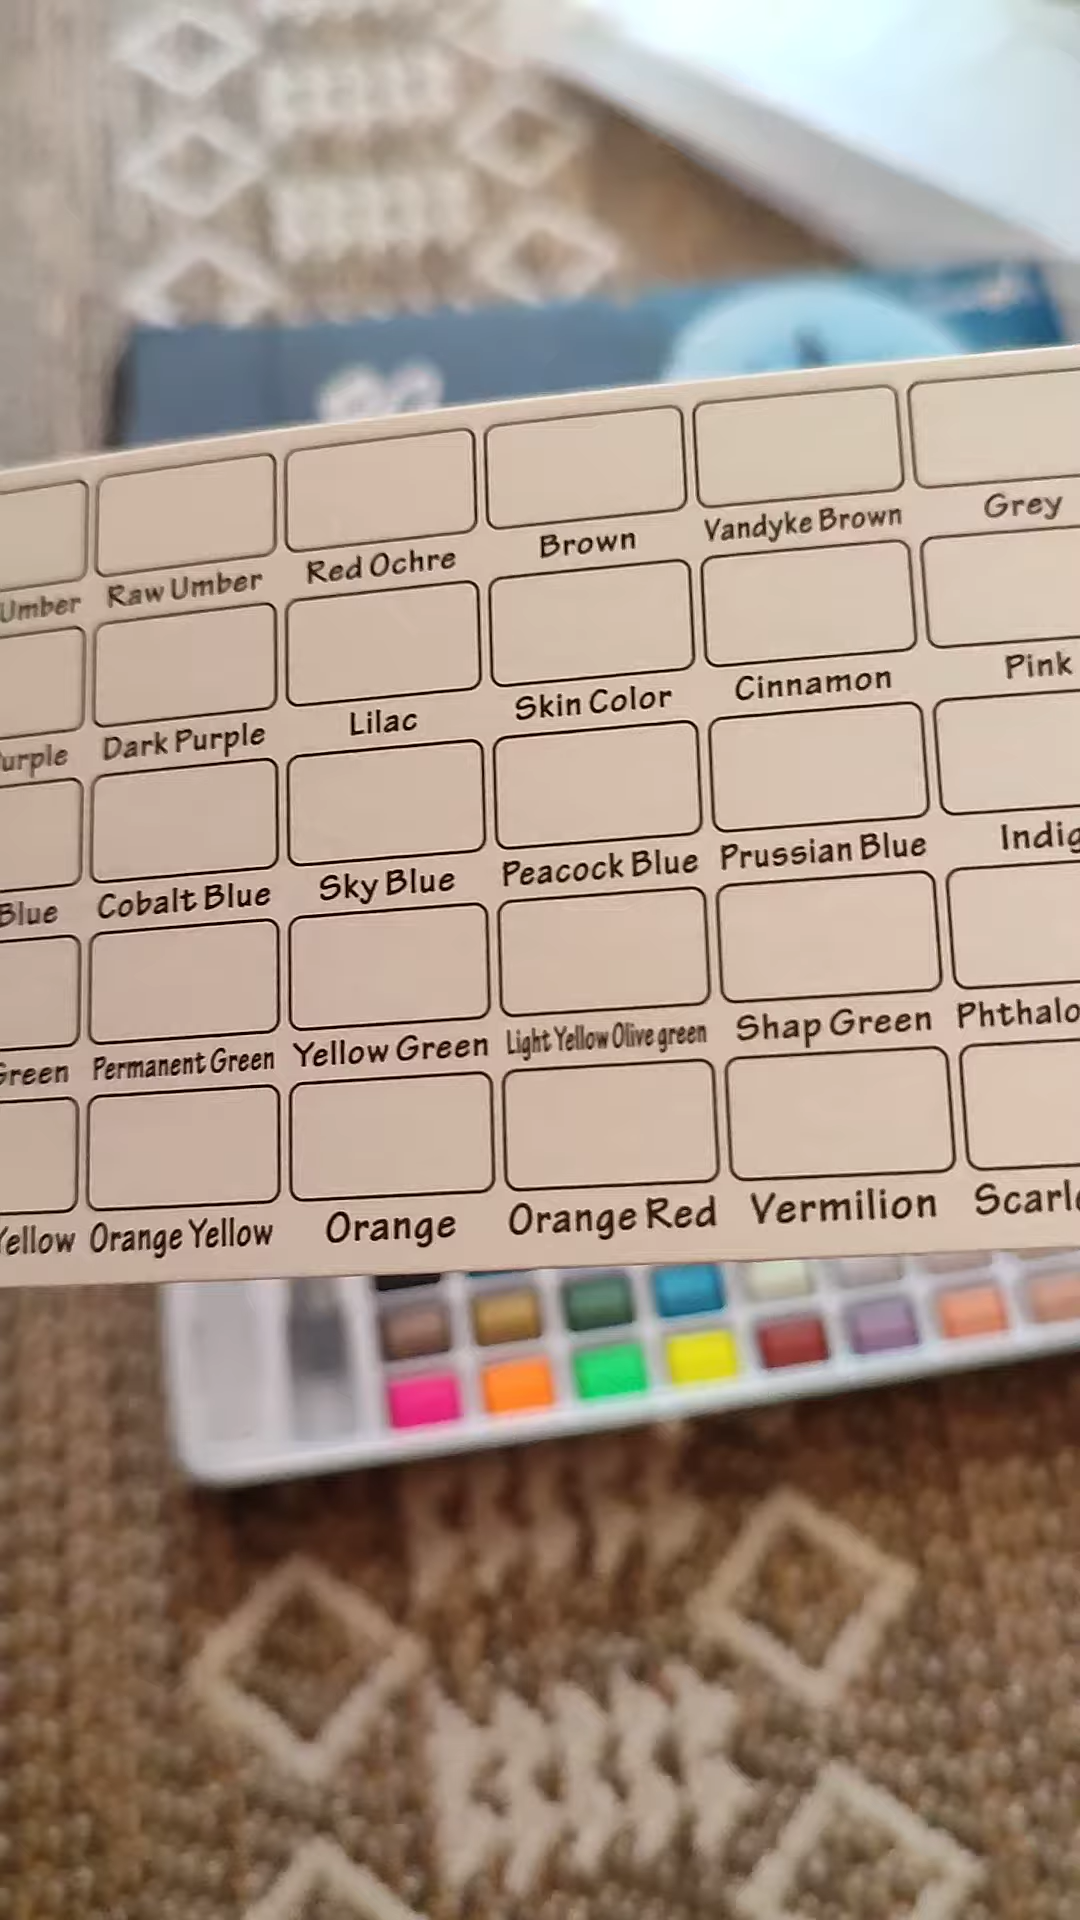 Umber Raw Umber Red Ochre Brown Vandyke Brown Grey
urple Dark Purple Lilac Skin Color Cinnamon Pink
Blue Cobalt Blue Sky Blue Peacock Blue Prussian Blue Indig
Green Permanent Green Yellow Green Light Yellow Olive green Shap Green Phthalo
Yellow Orange Yellow Orange Orange Red Vermilion Scarl